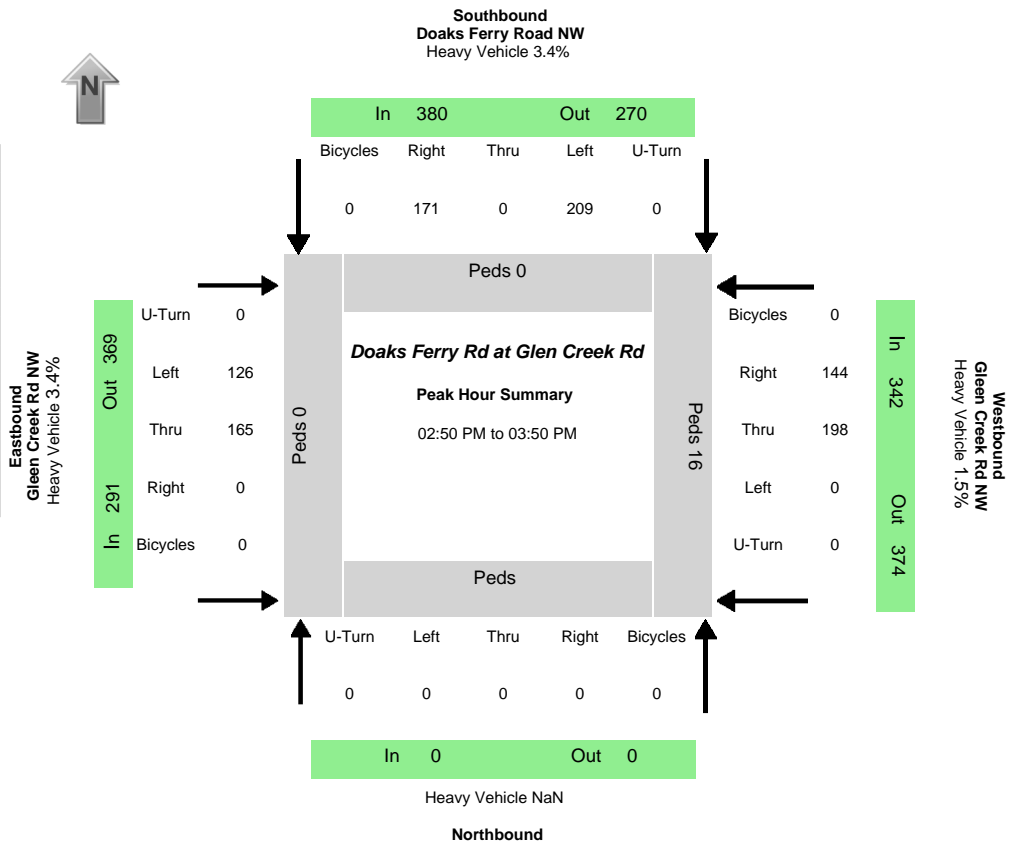 Southbound
Doaks Ferry Road NW
Heavy Vehicle 3.4%
N
In 380 Out 270
Bicycles Right Thru Left U-Turn
0 171 0 209 0
Peds 0
Eastbound
Gleen Creek Rd NW
Heavy Vehicle 3.4%
In 291 Out 369
U-Turn 0
Left 126
Thru 165
Right 0
Bicycles 0
Peds 0
Doaks Ferry Rd at Glen Creek Rd
Peak Hour Summary
02:50 PM to 03:50 PM
Peds 16
Bicycles 0
Right 144
Thru 198
Left 0
U-Turn 0
In 342 Out 374
Westbound
Gleen Creek Rd NW
Heavy Vehicle 1.5%
Peds
U-Turn Left Thru Right Bicycles
0 0 0 0 0
In 0 Out 0
Heavy Vehicle NaN
Northbound